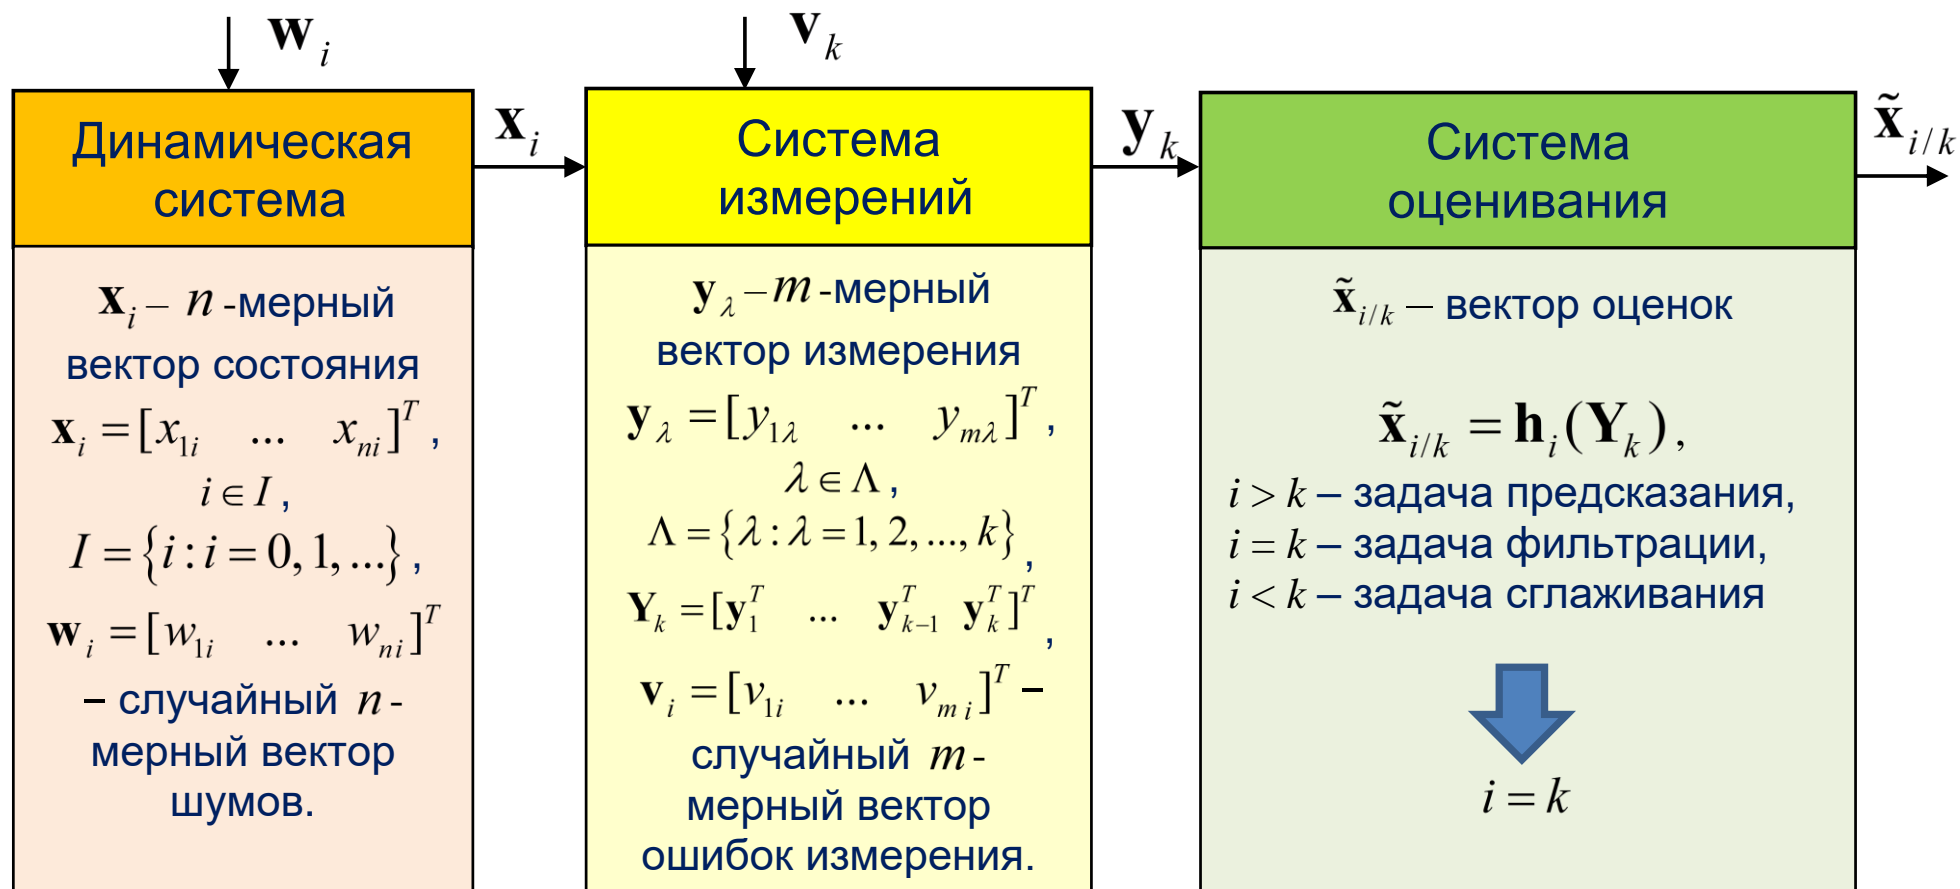 𝐰_i
𝐯_k
Динамическая
система
𝐱_i
Система
измерений
𝐲_k
Система
оценивания
𝐱̃_{i/k}
𝐱_i – n -мерный
вектор состояния
𝐱_i = [x_{1i} ... x_{ni}]^T ,
i ∈ I ,
I = {i : i = 0, 1, ...} ,
𝐰_i = [w_{1i} ... w_{ni}]^T
– случайный n -
мерный вектор
шумов.
𝐲_λ – m -мерный
вектор измерения
𝐲_λ = [y_{1λ} ... y_{mλ}]^T ,
λ ∈ Λ ,
Λ = {λ : λ = 1, 2, ..., k} ,
𝐘_k = [𝐲_1^T ... 𝐲_{k−1}^T 𝐲_k^T]^T ,
𝐯_i = [v_{1i} ... v_{m i}]^T –
случайный m -
мерный вектор
ошибок измерения.
𝐱̃_{i/k} – вектор оценок
𝐱̃_{i/k} = 𝐡_i(𝐘_k) ,
i > k – задача предсказания,
i = k – задача фильтрации,
i < k – задача сглаживания
i = k